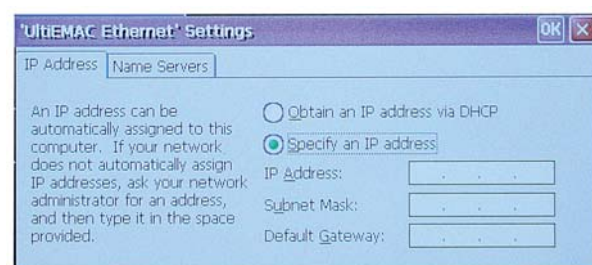 'UltiEMAC Ethernet' Settings
OK
IP Address
Name Servers
An IP address can be
automatically assigned to this
computer. If your network
does not automatically assign
IP addresses, ask your network
administrator for an address,
and then type it in the space
provided.
Obtain an IP address via DHCP
Specify an IP address
IP Address:
Subnet Mask:
Default Gateway: